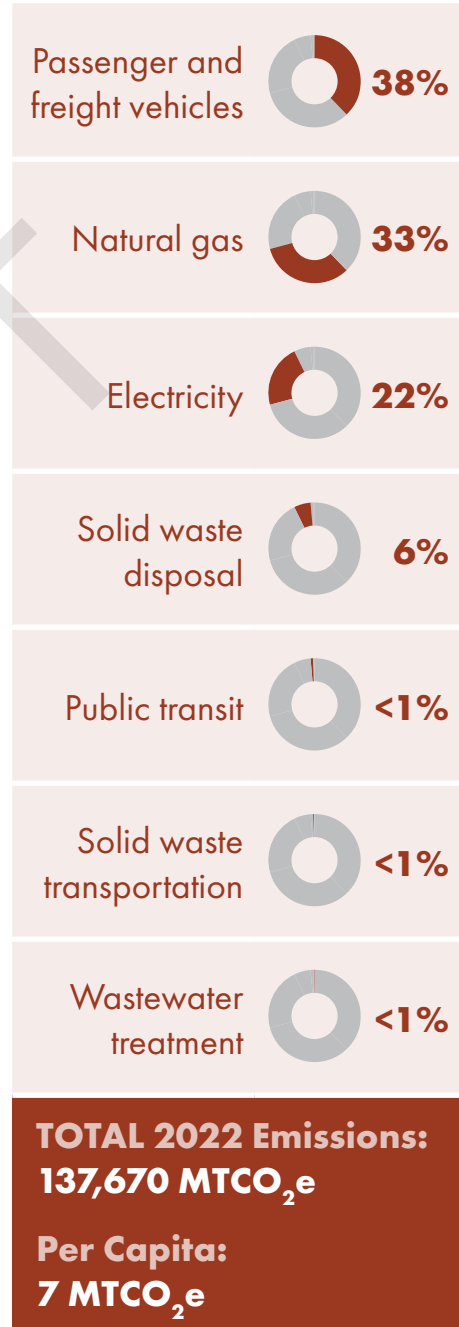 Passenger and
freight vehicles
38%
Natural gas
33%
Electricity
22%
Solid waste
disposal
6%
Public transit
<1%
Solid waste
transportation
<1%
Wastewater
treatment
<1%
TOTAL 2022 Emissions:
137,670 MTCO₂e
Per Capita:
7 MTCO₂e